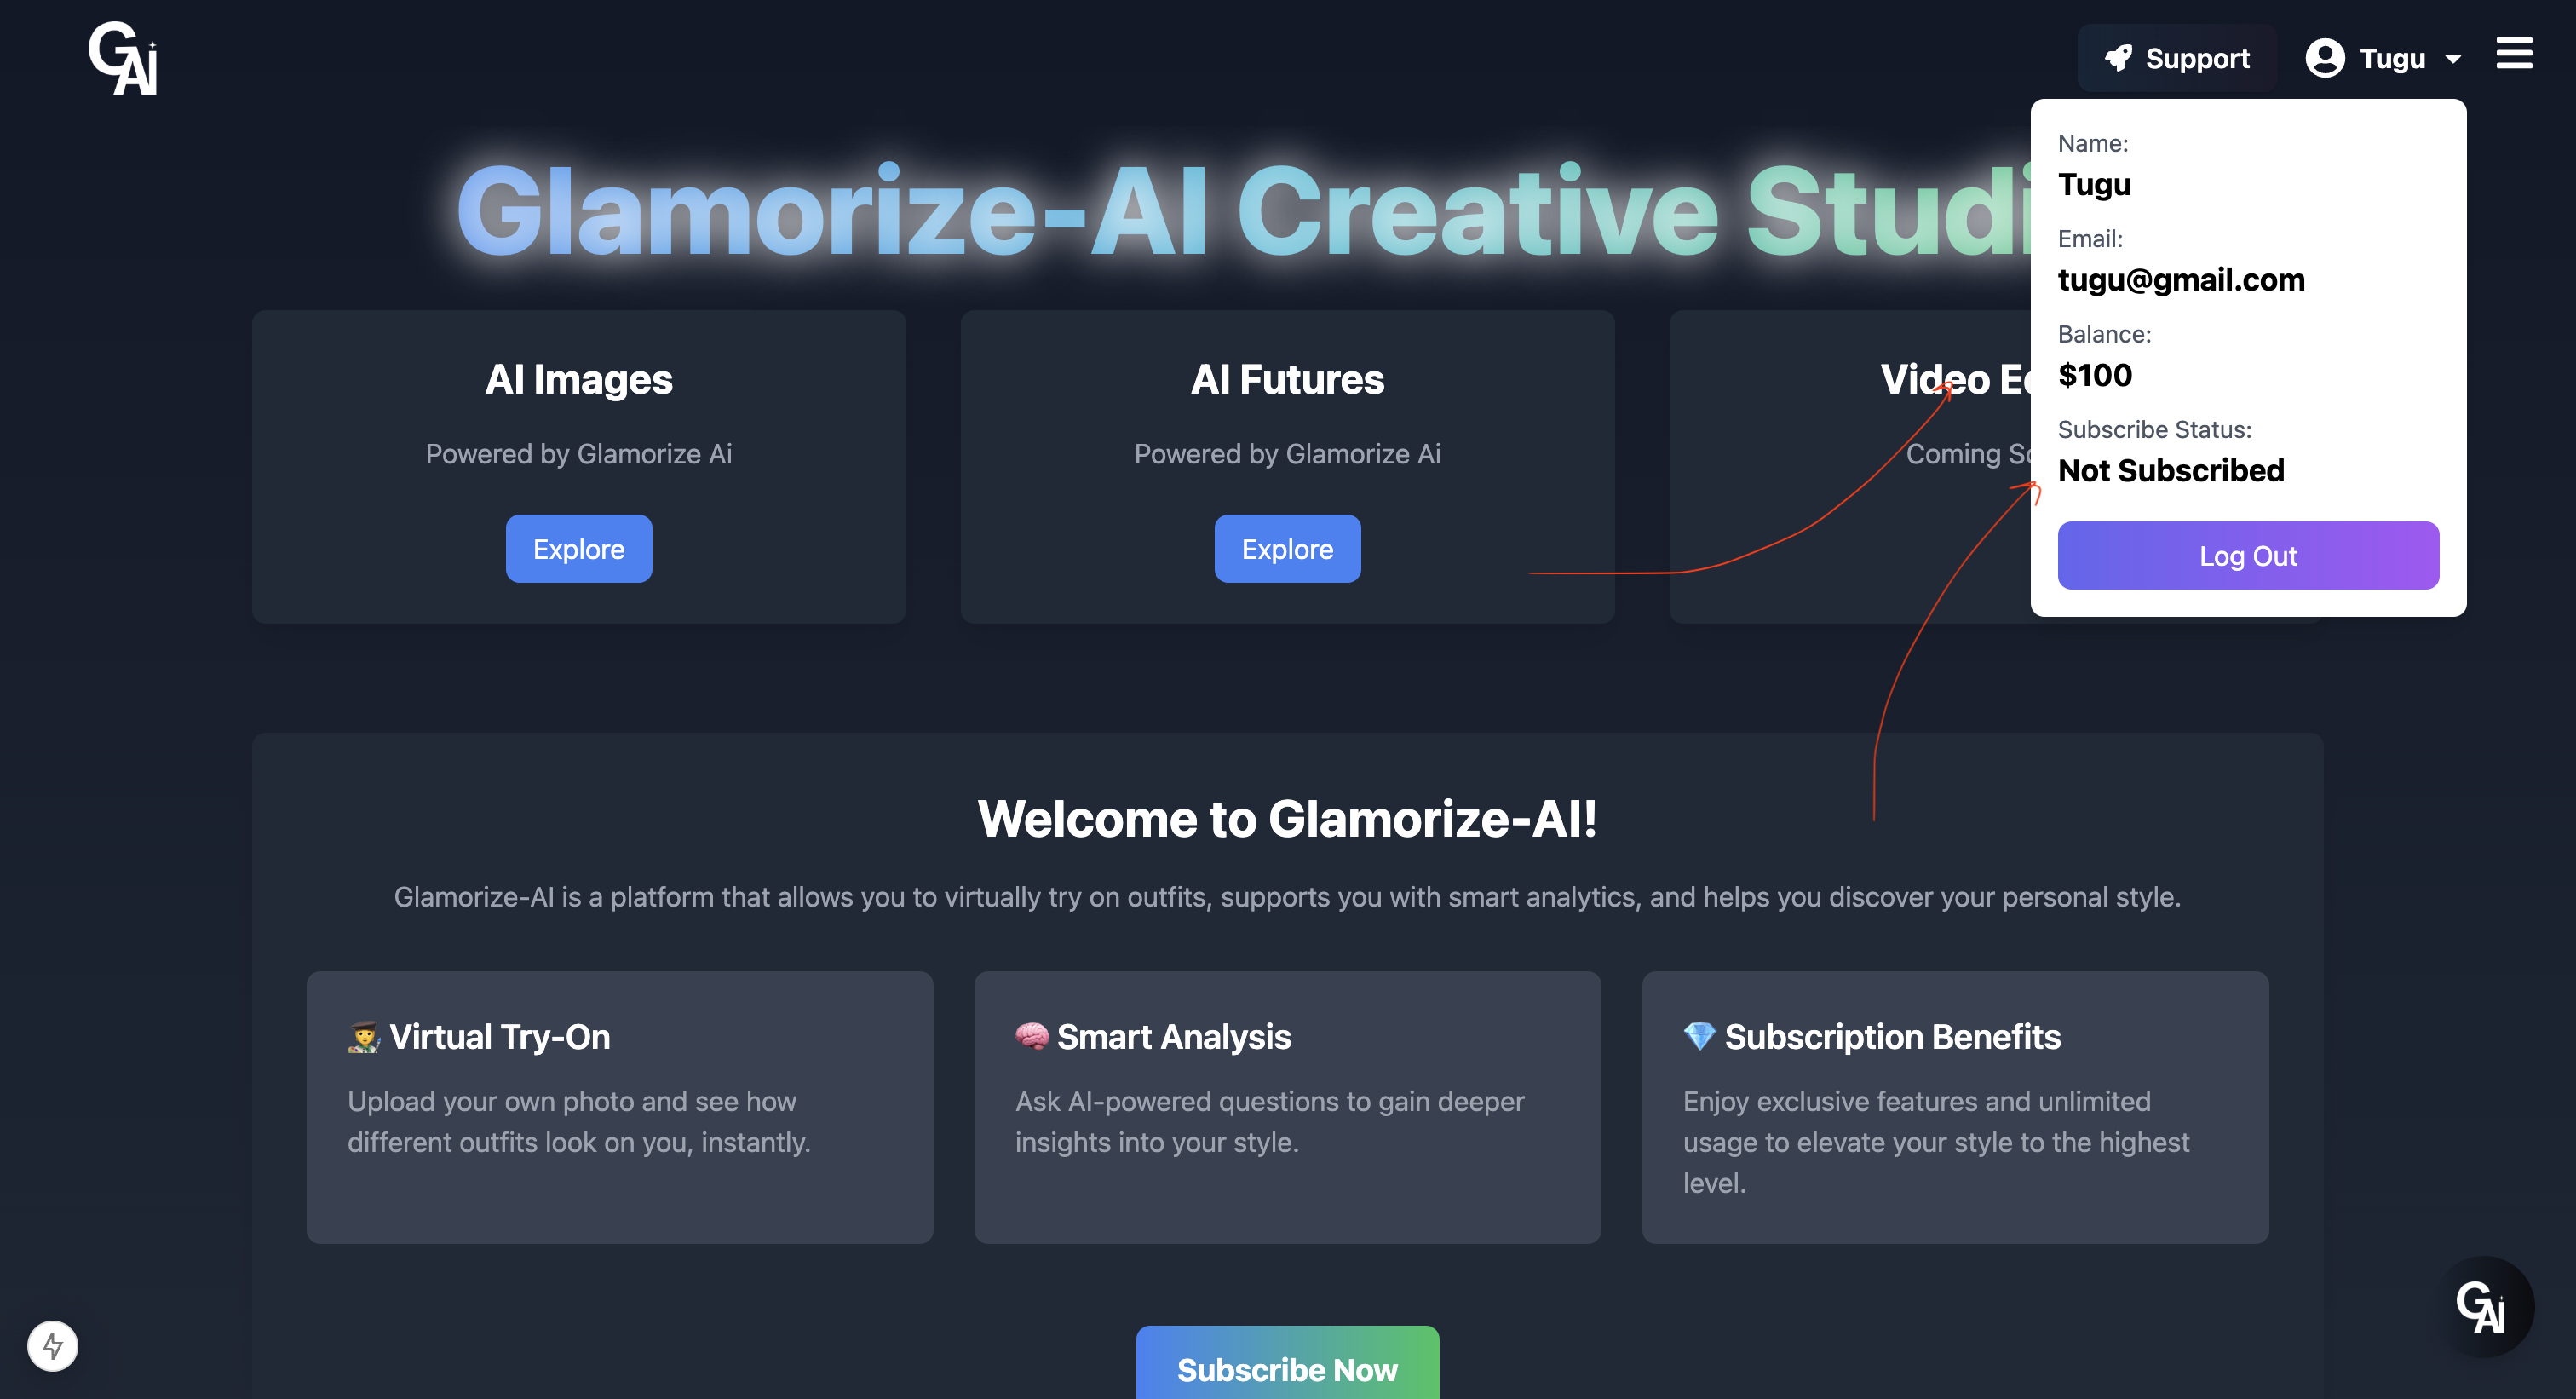 GAi
Support
Tugu
Name:
Tugu
Email:
tugu@gmail.com
Balance:
$100
Subscribe Status:
Not Subscribed
Log Out
Glamorize-AI Creative Studi
AI Images
Powered by Glamorize Ai
Explore
AI Futures
Powered by Glamorize Ai
Explore
Video Ed
Coming So
Welcome to Glamorize-AI!
Glamorize-AI is a platform that allows you to virtually try on outfits, supports you with smart analytics, and helps you discover your personal style.
Virtual Try-On
Upload your own photo and see how
different outfits look on you, instantly.
Smart Analysis
Ask AI-powered questions to gain deeper
insights into your style.
Subscription Benefits
Enjoy exclusive features and unlimited
usage to elevate your style to the highest
level.
Subscribe Now
GAi